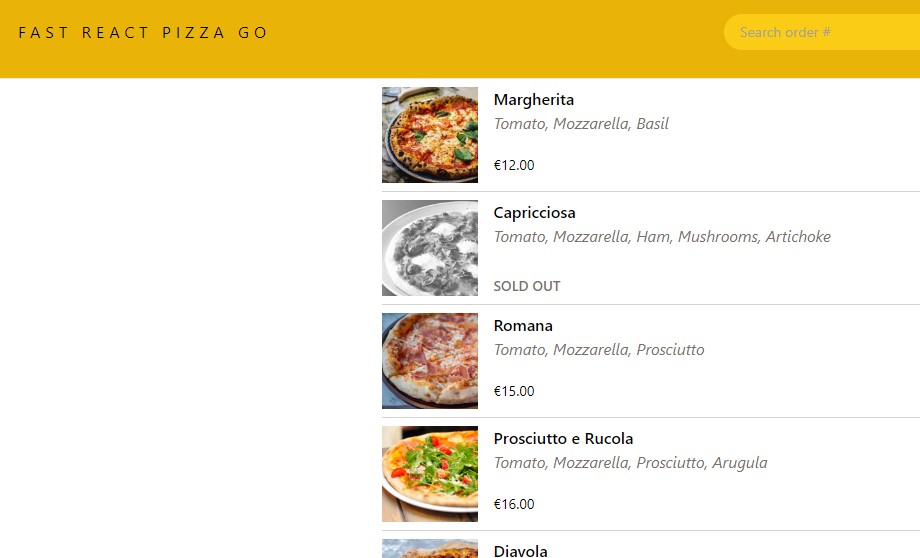 FAST REACT PIZZA GO
Search order #
Margherita
Tomato, Mozzarella, Basil
€12.00
Capricciosa
Tomato, Mozzarella, Ham, Mushrooms, Artichoke
SOLD OUT
Romana
Tomato, Mozzarella, Prosciutto
€15.00
Prosciutto e Rucola
Tomato, Mozzarella, Prosciutto, Arugula
€16.00
Diavola